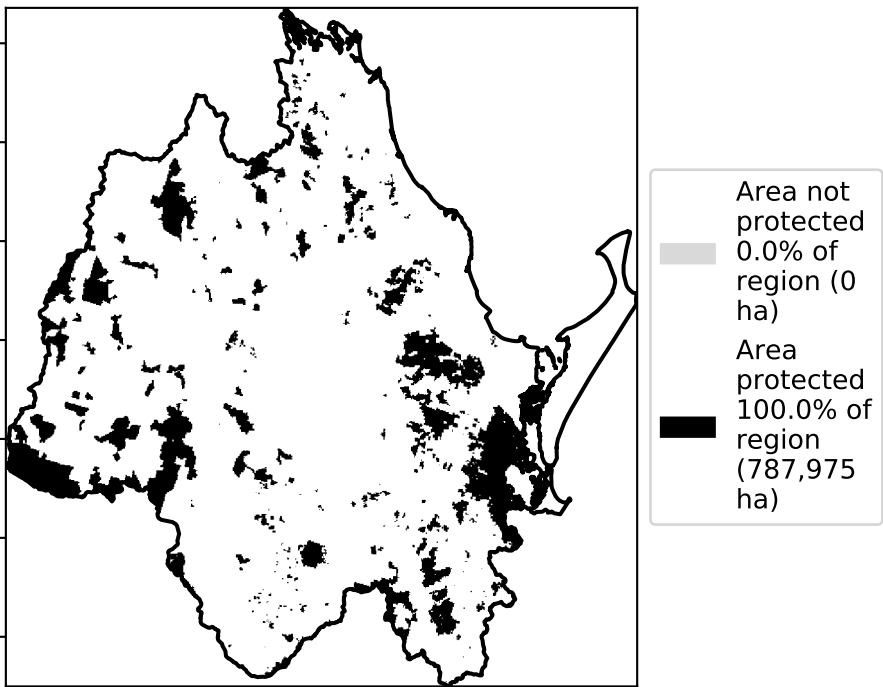 Area not
protected
0.0% of
region (0
ha)
Area
protected
100.0% of
region
(787,975
ha)